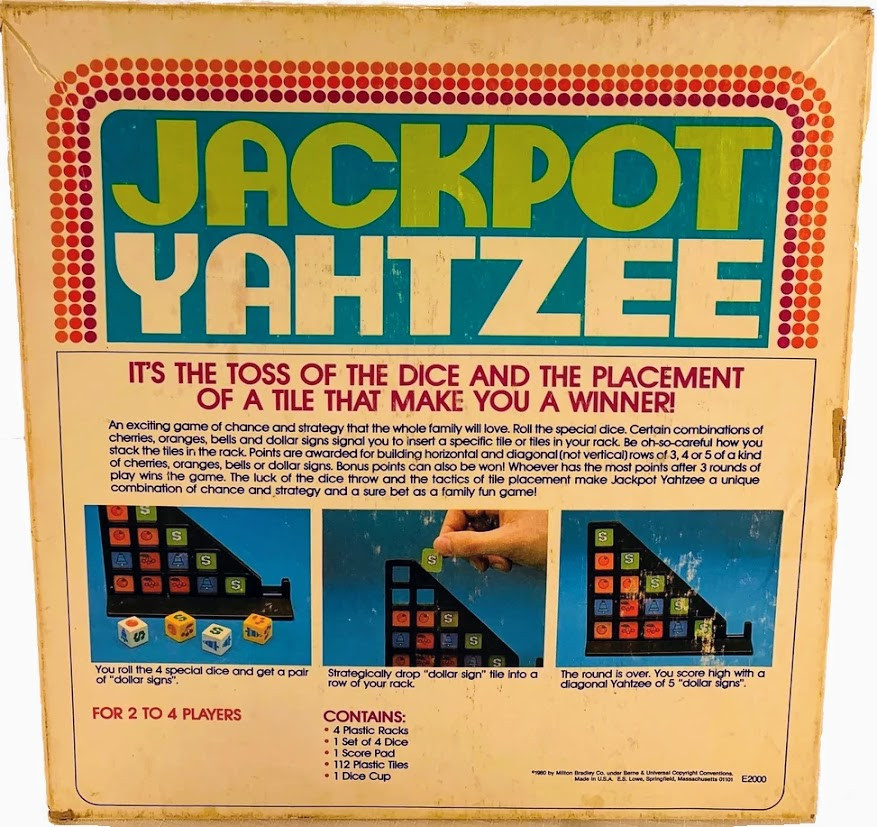 JACKPOT
YAHTZEE
IT'S THE TOSS OF THE DICE AND THE PLACEMENT
OF A TILE THAT MAKE YOU A WINNER!
An exciting game of chance and strategy that the whole family will love. Roll the special dice. Certain combinations of
cherries, oranges, bells and dollar signs signal you to insert a specific tile or tiles in your rack. Be oh-so-careful how you
stack the tiles in the rack. Points are awarded for building horizontal and diagonal (not vertical) rows of 3, 4 or 5 of a kind
of cherries, oranges, bells or dollar signs. Bonus points can also be won! Whoever has the most points after 3 rounds of
play wins the game. The luck of the dice throw and the tactics of tile placement make Jackpot Yahtzee a unique
combination of chance and strategy and a sure bet as a family fun game!
You roll the 4 special dice and get a pair
of "dollar signs".
Strategically drop "dollar sign" tile into a
row of your rack.
The round is over. You score high with a
diagonal Yahtzee of 5 "dollar signs".
FOR 2 TO 4 PLAYERS
CONTAINS:
• 4 Plastic Racks
• 1 Set of 4 Dice
• 1 Score Pad
• 112 Plastic Tiles
• 1 Dice Cup
©1980 by Milton Bradley Co. under Berne & Universal Copyright Conventions.
Made in U.S.A. E.S. Lowe, Springfield, Massachusetts 01101 E2000